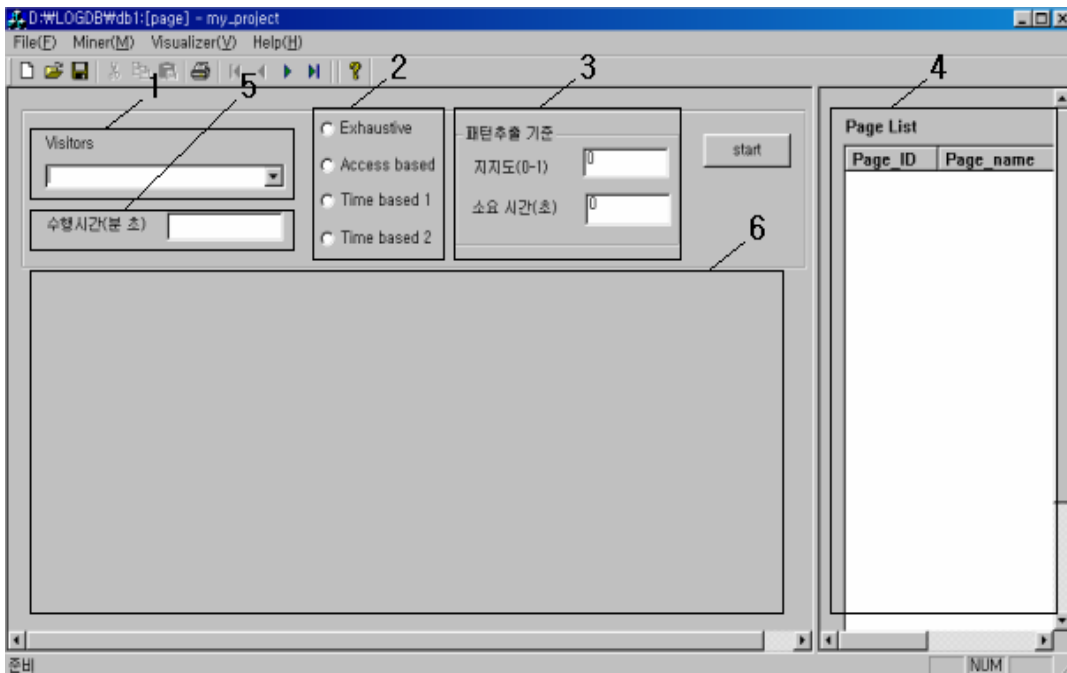 D:₩LOGDB₩db1:[page] - my_project
File(F) Miner(M) Visualizer(V) Help(H)
1
5
2
3
4
Visitors
수행시간(분 초)
Exhaustive
Access based
Time based 1
Time based 2
패턴추출 기준
지지도(0-1)
0
소요 시간(초)
0
start
6
Page List
Page_ID Page_name
준비
NUM